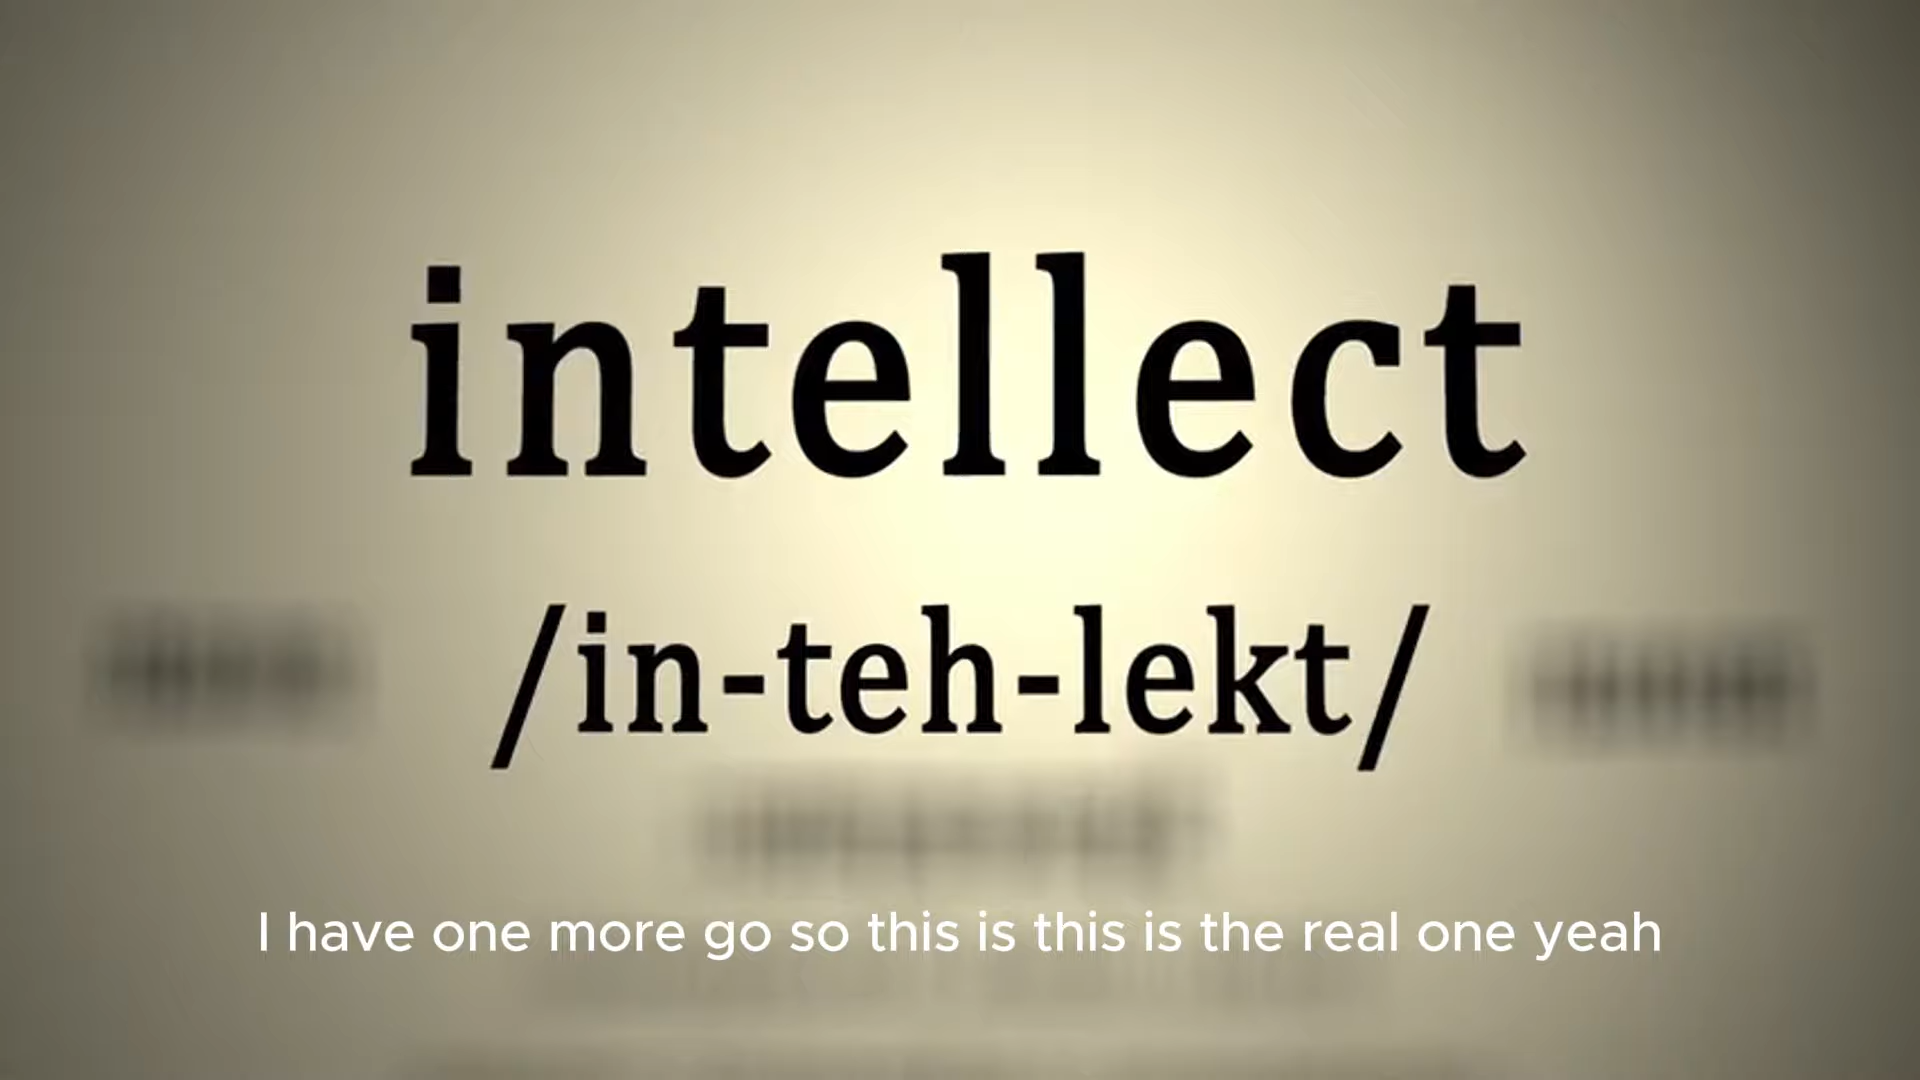 intellect
/in-teh-lekt/
I have one more go so this is this is the real one yeah